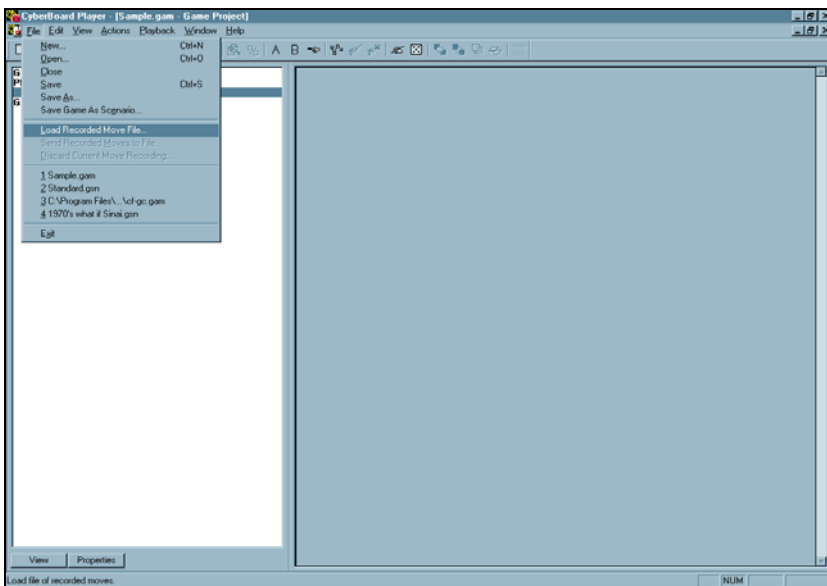 CyberBoard Player - [Sample.gam - Game Project]
File Edit View Actions Playback Window Help
New... Ctrl+N
Open... Ctrl+O
Close
Save Ctrl+S
Save As...
Save Game As Scenario...
Load Recorded Move File...
Send Recorded Moves to File...
Discard Current Move Recording...
1 Sample.gam
2 Standard.gsn
3 C:\Program Files\...\cf-gc.gam
4 1970's what if Sinai.gsn
Exit
A B
View Properties
Load file of recorded moves. NUM